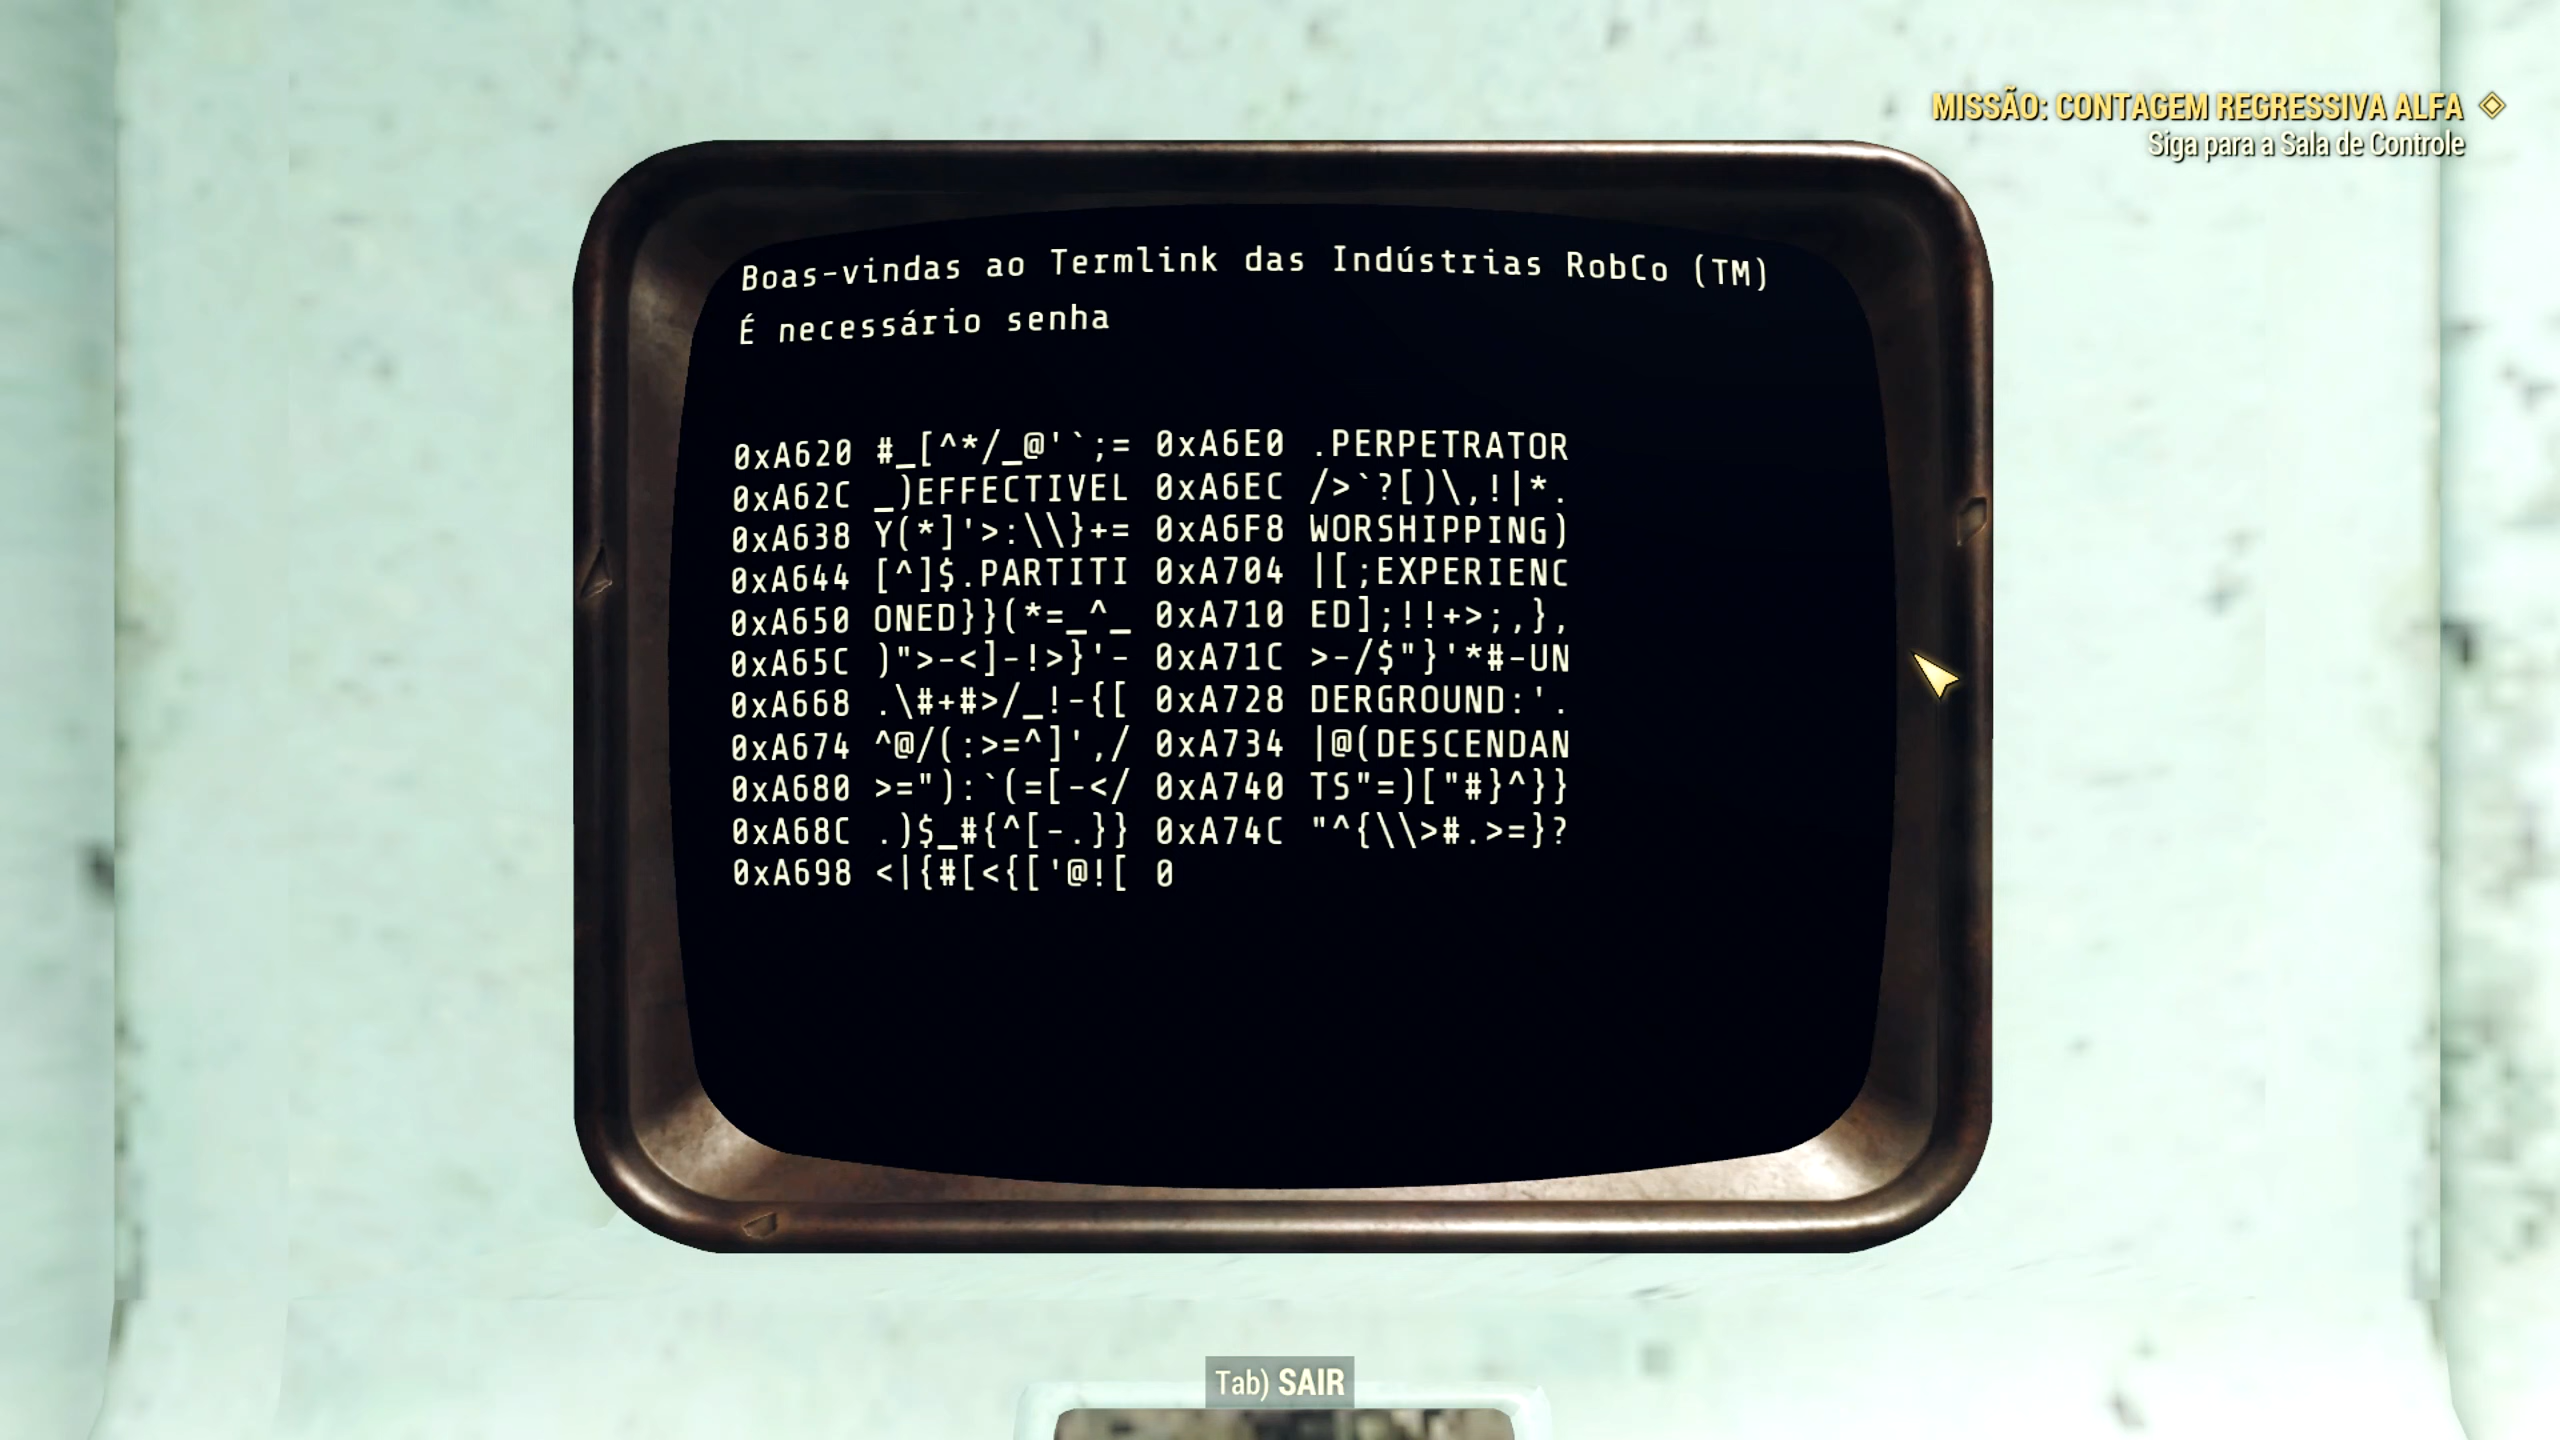 MISSÃO: CONTAGEM REGRESSIVA ALFA
Siga para a Sala de Controle
Boas-vindas ao Termlink das Indústrias RobCo (TM)
É necessário senha
0xA620 #_[^*/_@'`;= 0xA6E0 .PERPETRATOR
0xA62C _)EFFECTIVEL 0xA6EC />`?[)\,!|*.
0xA638 Y(*]'>:\\}+= 0xA6F8 WORSHIPPING)
0xA644 [^]$.PARTITI 0xA704 |[;EXPERIENC
0xA650 ONED}}(*=_^_ 0xA710 ED];!!+>;,},
0xA65C )">-<]-!>}'- 0xA71C >-/$"}'*#-UN
0xA668 .\#+#>/_!-{[ 0xA728 DERGROUND:'.
0xA674 ^@/(:>=^]',/ 0xA734 |@(DESCENDAN
0xA680 >="):`(=[-</ 0xA740 TS"=)["#}^}}
0xA68C .)$_#{^[-.}} 0xA74C "^{\\>#.>=}?
0xA698 <|{#[<{['@![ 0
Tab) SAIR